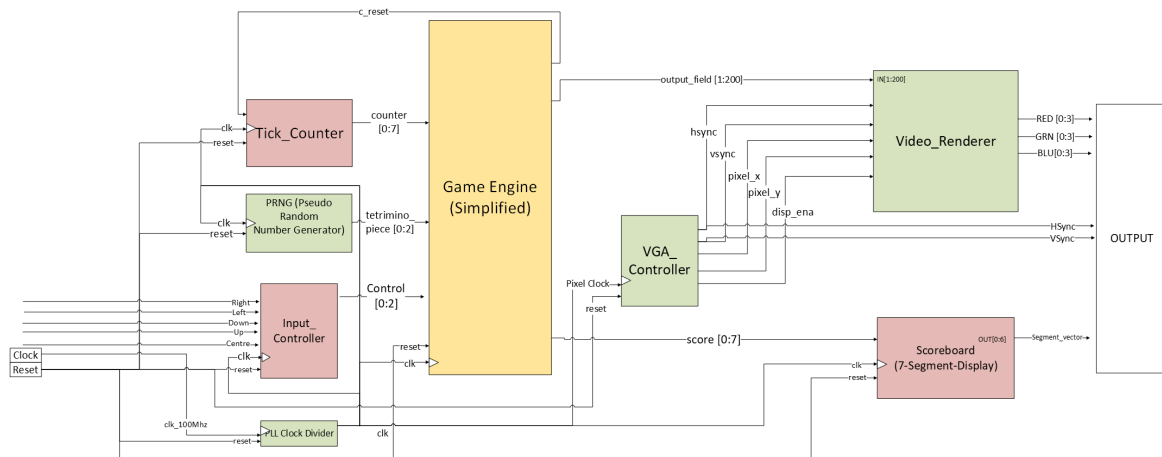 c_reset
output_field [1:200]
IN[1:200]
Tick_Counter
clk
reset
counter
[0:7]
hsync
vsync
pixel_x
pixel_y
disp_ena
Video_Renderer
RED [0:3]
GRN [0:3]
BLU[0:3]
Game Engine
(Simplified)
PRNG (Pseudo
Random
Number Generator)
clk
reset
tetrimino_
piece [0:2]
VGA_
Controller
Pixel Clock
reset
HSync
VSync
OUTPUT
Control
[0:2]
Right
Left
Down
Up
Centre
clk
reset
Input_
Controller
Clock
Reset
reset
clk
score [0:7]
OUT[0:6]
Segment_vector
Scoreboard
(7-Segment-Display)
clk
reset
clk_100Mhz
reset
PLL Clock Divider
clk